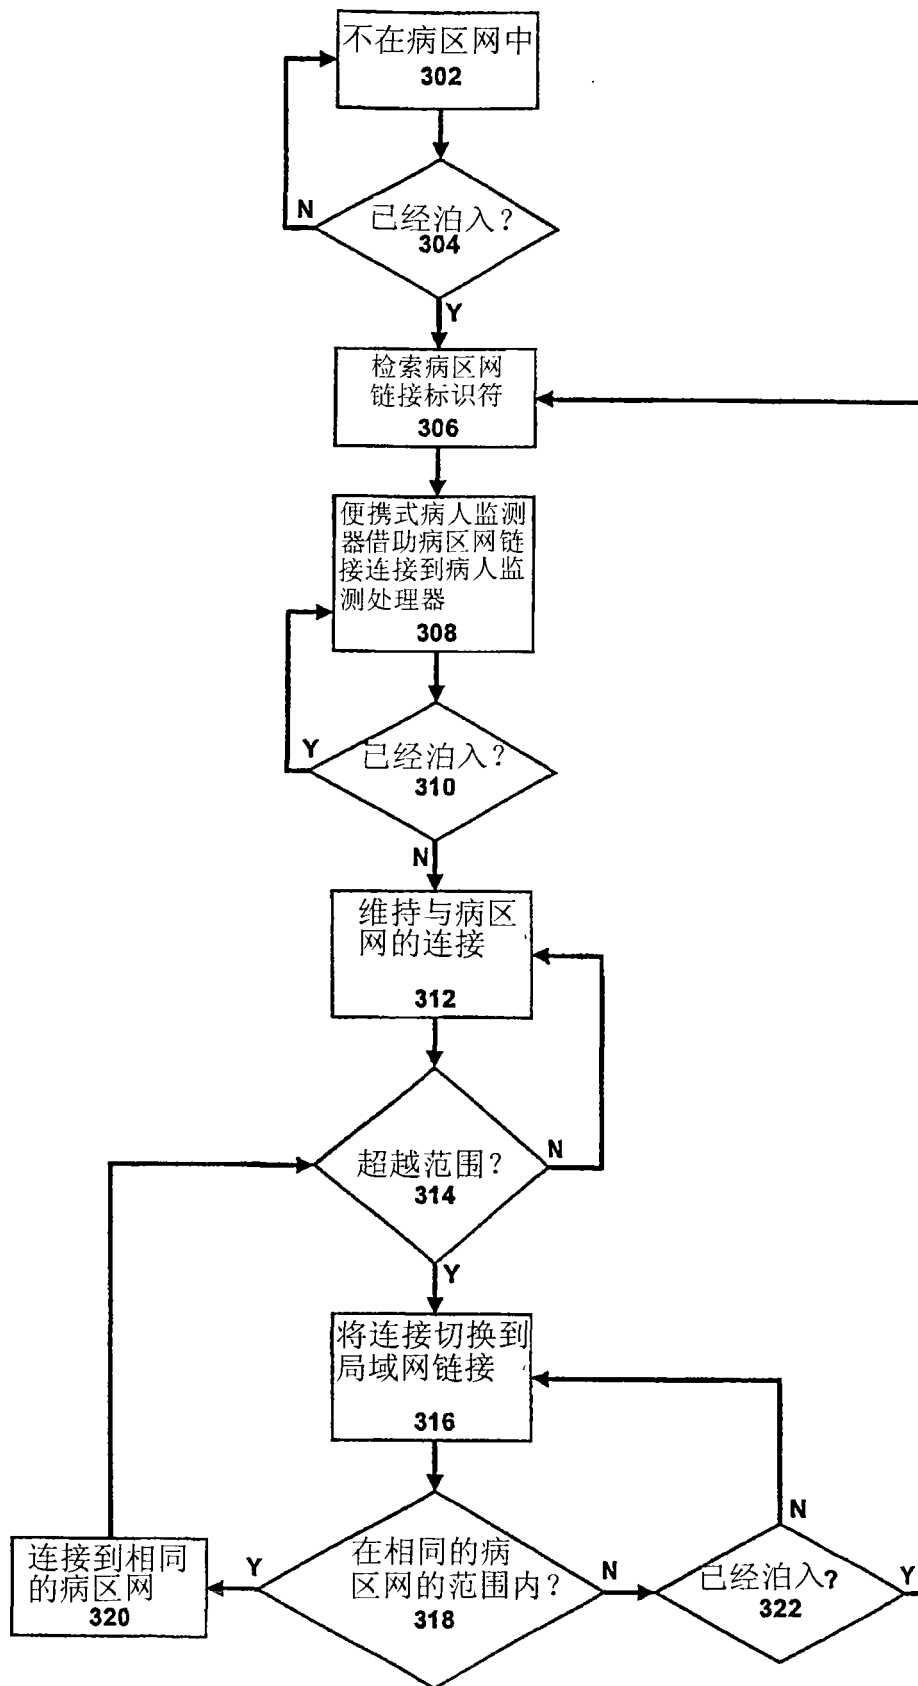 不在病区网中
302
已经泊入？
304
N
Y
检索病区网
链接标识符
306
便携式病人监测
器借助病区网链
接连接到病人监
测处理器
308
已经泊入？
310
Y
N
维持与病区
网的连接
312
超越范围？
314
N
Y
将连接切换到
局域网链接
316
在相同的病
区网的范围内？
318
Y
N
连接到相同
的病区网
320
已经泊入?
322
N
Y